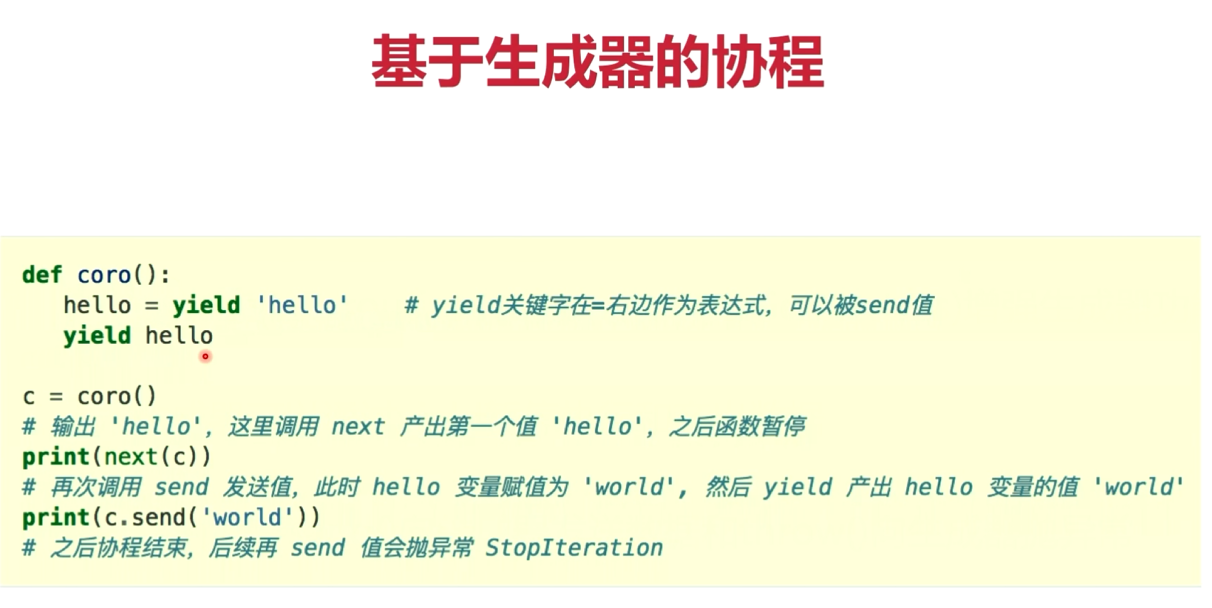 基于生成器的协程
def coro():
hello = yield 'hello'    # yield关键字在=右边作为表达式，可以被send值
yield hello
c = coro()
# 输出 'hello'，这里调用 next 产出第一个值 'hello'，之后函数暂停
print(next(c))
# 再次调用 send 发送值，此时 hello 变量赋值为 'world'，然后 yield 产出 hello 变量的值 'world'
print(c.send('world'))
# 之后协程结束，后续再 send 值会抛异常 StopIteration